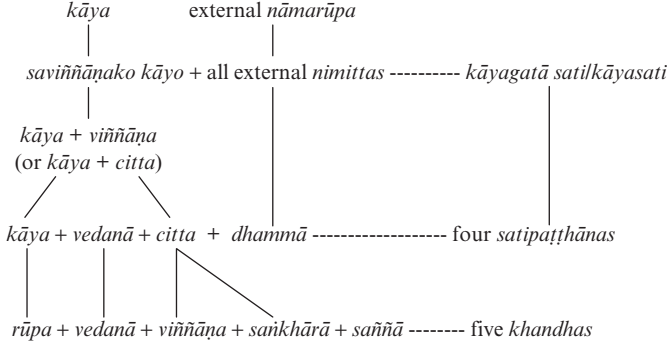 kāya external nāmarūpa
saviññāṇako kāyo + all external nimittas ---------- kāyagatā sati/kāyasati
kāya + viññāṇa
(or kāya + citta)
kāya + vedanā + citta + dhammā ------------------- four satipaṭṭhānas
rūpa + vedanā + viññāṇa + saṅkhārā + saññā -------- five khandhas